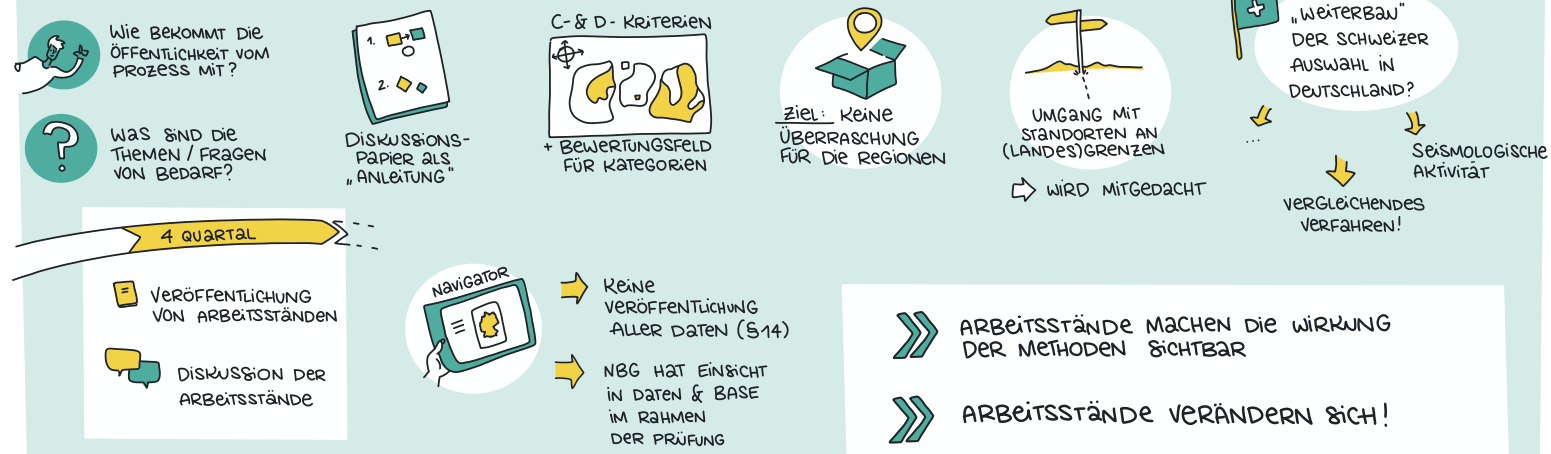 Wie bekommt die
Öffentlichkeit vom
Prozess mit?
Was sind die
Themen / Fragen
von Bedarf?
1.
2.
Diskussions-
papier als
„Anleitung"
C- & D- Kriterien
+ Bewertungsfeld
für Kategorien
Ziel: Keine
Überraschung
für die Regionen
Umgang mit
Standorten an
(Landes)grenzen
wird mitgedacht
„Weiterbau"
der Schweizer
Auswahl in
Deutschland?
...
Vergleichendes
Verfahren!
Seismologische
Aktivität
4 Quartal
Veröffentlichung
von Arbeitsständen
Diskussion der
Arbeitsstände
Navigator
Keine
Veröffentlichung
aller Daten (§14)
NBG hat Einsicht
in Daten & BASE
im Rahmen
der Prüfung
Arbeitsstände machen die Wirkung
der Methoden sichtbar
Arbeitsstände verändern sich!